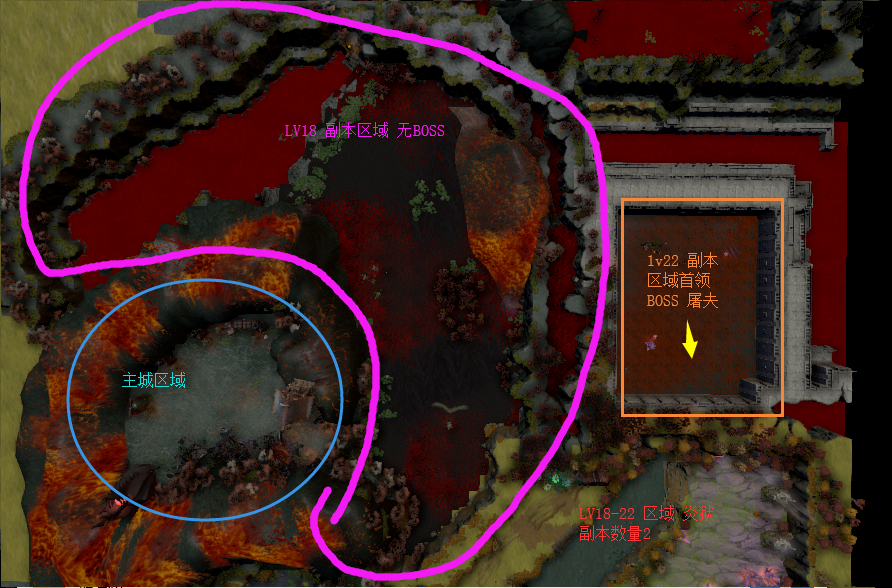 LV18 副本区域 无BOSS
lv22 副本
区域首领
BOSS 屠夫
主城区域
LV18-22 区域 炎狱
副本数量2